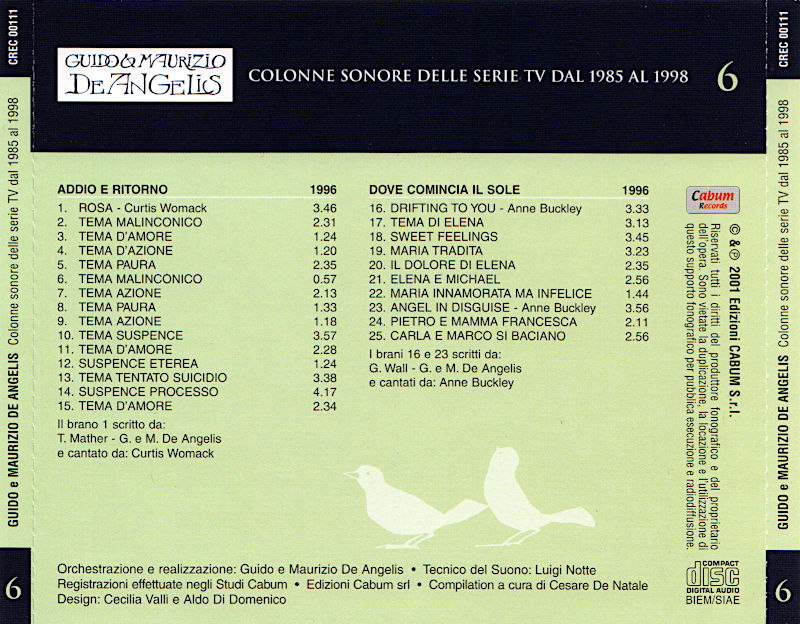 CREC 00111
GUIDO e MAURIZIO DE ANGELIS Colonne sonore delle serie TV dal 1985 al 1998
6
GUIDO & MAURIZIO
DE ANGELIS
COLONNE SONORE DELLE SERIE TV DAL 1985 AL 1998
6
ADDIO E RITORNO 1996
1. ROSA - Curtis Womack 3.46
2. TEMA MALINCONICO 2.31
3. TEMA D'AMORE 1.24
4. TEMA D'AZIONE 1.20
5. TEMA PAURA 2.35
6. TEMA MALINCONICO 0.57
7. TEMA AZIONE 2.13
8. TEMA PAURA 1.33
9. TEMA AZIONE 1.18
10. TEMA SUSPENCE 3.57
11. TEMA D'AMORE 2.28
12. SUSPENCE ETEREA 1.24
13. TEMA TENTATO SUICIDIO 3.38
14. SUSPENCE PROCESSO 4.17
15. TEMA D'AMORE 2.34
Il brano 1 scritto da:
T. Mather - G. e M. De Angelis
e cantato da: Curtis Womack
DOVE COMINCIA IL SOLE 1996
16. DRIFTING TO YOU - Anne Buckley 3.33
17. TEMA DI ELENA 3.13
18. SWEET FEELINGS 3.45
19. MARIA TRADITA 3.23
20. IL DOLORE DI ELENA 2.35
21. ELENA E MICHAEL 2.56
22. MARIA INNAMORATA MA INFELICE 1.44
23. ANGEL IN DISGUISE - Anne Buckley 3.56
24. PIETRO E MAMMA FRANCESCA 2.11
25. CARLA E MARCO SI BACIANO 2.56
I brani 16 e 23 scritti da:
G. Wall - G. e M. De Angelis
e cantati da: Anne Buckley
Cabum
Records
© & ℗ 2001 Edizioni CABUM S.r.l.
Riservati tutti i diritti del produttore fonografico e del proprietario
dell'opera. Sono vietate la duplicazione, la locazione e l'utilizzazione di
questo supporto fonografico per pubblica esecuzione e radiodiffusione.
Orchestrazione e realizzazione: Guido e Maurizio De Angelis • Tecnico del Suono: Luigi Notte
Registrazioni effettuate negli Studi Cabum • Edizioni Cabum srl • Compilation a cura di Cesare De Natale
Design: Cecilia Valli e Aldo Di Domenico
COMPACT
disc
DIGITAL AUDIO
BIEM/SIAE
CREC 00111
GUIDO e MAURIZIO DE ANGELIS Colonne sonore delle serie TV dal 1985 al 1998
6